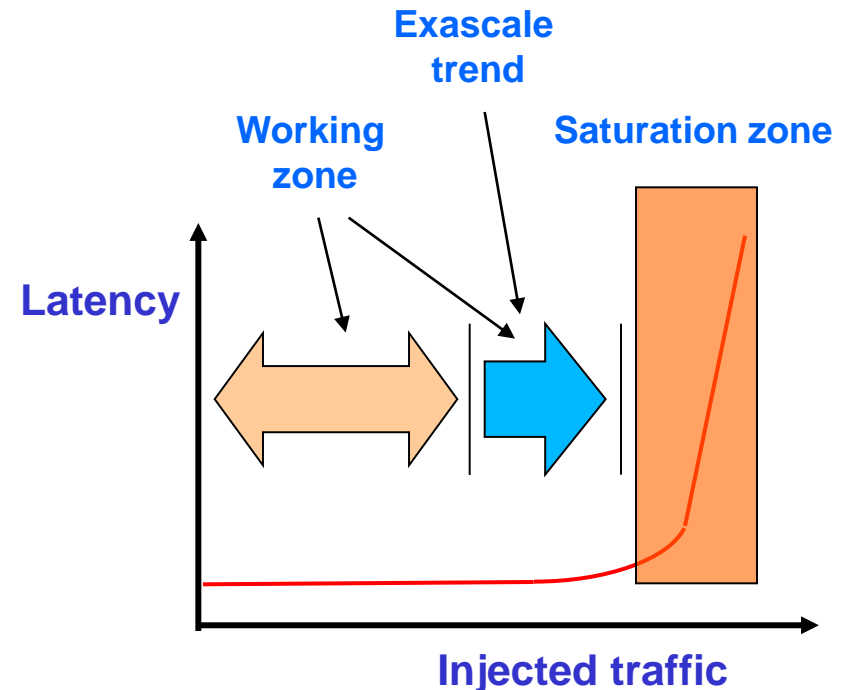 Exascale
trend
Working
zone
Saturation zone
Latency
Injected traffic